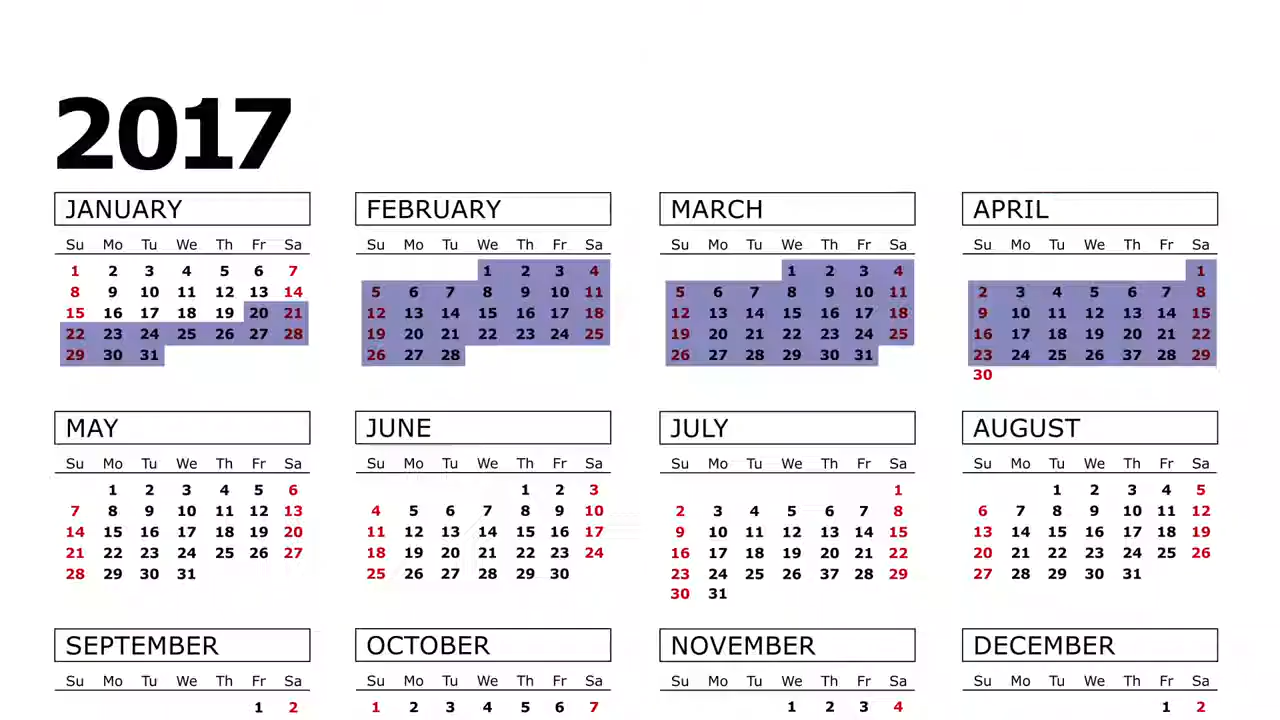 2017
JANUARY FEBRUARY MARCH APRIL
Su Mo Tu We Th Fr Sa Su Mo Tu We Th Fr Sa Su Mo Tu We Th Fr Sa Su Mo Tu We Th Fr Sa
1 2 3 4 5 6 7 1 2 3 4 1 2 3 4 1
8 9 10 11 12 13 14 5 6 7 8 9 10 11 5 6 7 8 9 10 11 2 3 4 5 6 7 8
15 16 17 18 19 20 21 12 13 14 15 16 17 18 12 13 14 15 16 17 18 9 10 11 12 13 14 15
22 23 24 25 26 27 28 19 20 21 22 23 24 25 19 20 21 22 23 24 25 16 17 18 19 20 21 22
29 30 31 26 27 28 26 27 28 29 30 31 23 24 25 26 37 28 29
30
MAY JUNE JULY AUGUST
Su Mo Tu We Th Fr Sa Su Mo Tu We Th Fr Sa Su Mo Tu We Th Fr Sa Su Mo Tu We Th Fr Sa
1 2 3 4 5 6 1 2 3 1 1 2 3 4 5
7 8 9 10 11 12 13 4 5 6 7 8 9 10 2 3 4 5 6 7 8 6 7 8 9 10 11 12
14 15 16 17 18 19 20 11 12 13 14 15 16 17 9 10 11 12 13 14 15 13 14 15 16 17 18 19
21 22 23 24 25 26 27 18 19 20 21 22 23 24 16 17 18 19 20 21 22 20 21 22 23 24 25 26
28 29 30 31 25 26 27 28 29 30 23 24 25 26 37 28 29 27 28 29 30 31
30 31
SEPTEMBER OCTOBER NOVEMBER DECEMBER
Su Mo Tu We Th Fr Sa Su Mo Tu We Th Fr Sa Su Mo Tu We Th Fr Sa Su Mo Tu We Th Fr Sa
1 2 1 2 3 4 5 6 7 1 2 3 4 1 2